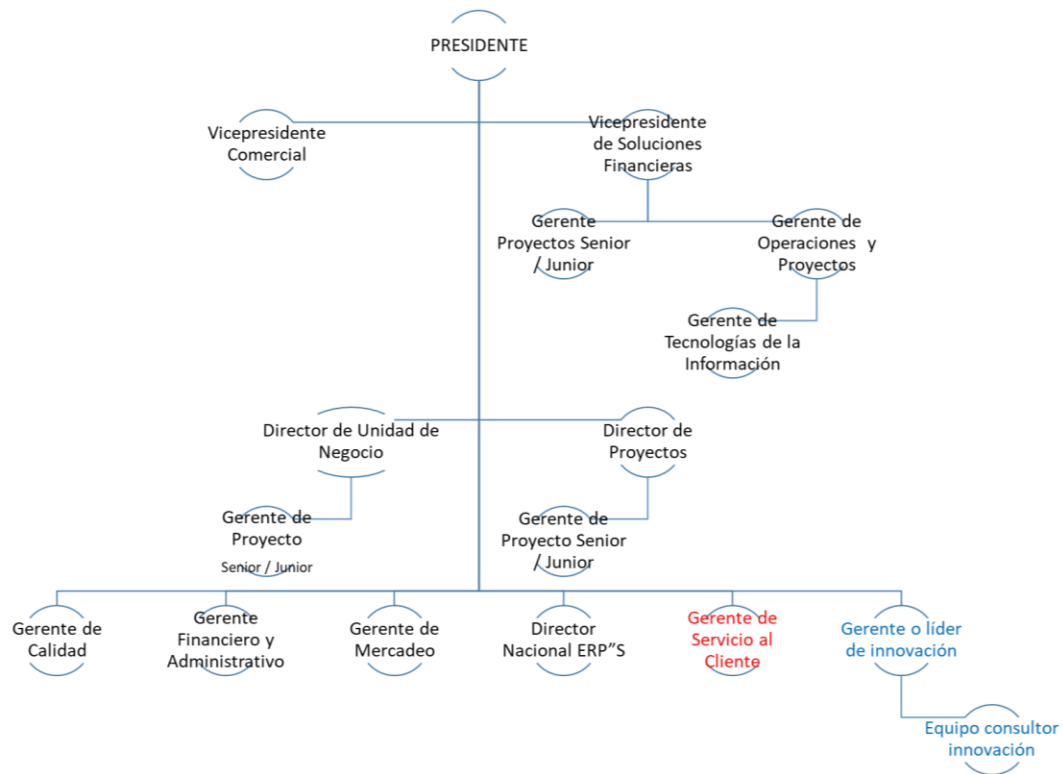 PRESIDENTE
Vicepresidente
Comercial
Vicepresidente
de Soluciones
Financieras
Gerente
Proyectos Senior
/ Junior
Gerente de
Operaciones y
Proyectos
Gerente de
Tecnologías de la
Información
Director de Unidad de
Negocio
Director de
Proyectos
Gerente de
Proyecto
Senior / Junior
Gerente de
Proyecto Senior
/ Junior
Gerente de
Calidad
Gerente
Financiero y
Administrativo
Gerente de
Mercadeo
Director
Nacional ERP”S
Gerente de
Servicio al
Cliente
Gerente o líder
de innovación
Equipo consultor
innovación